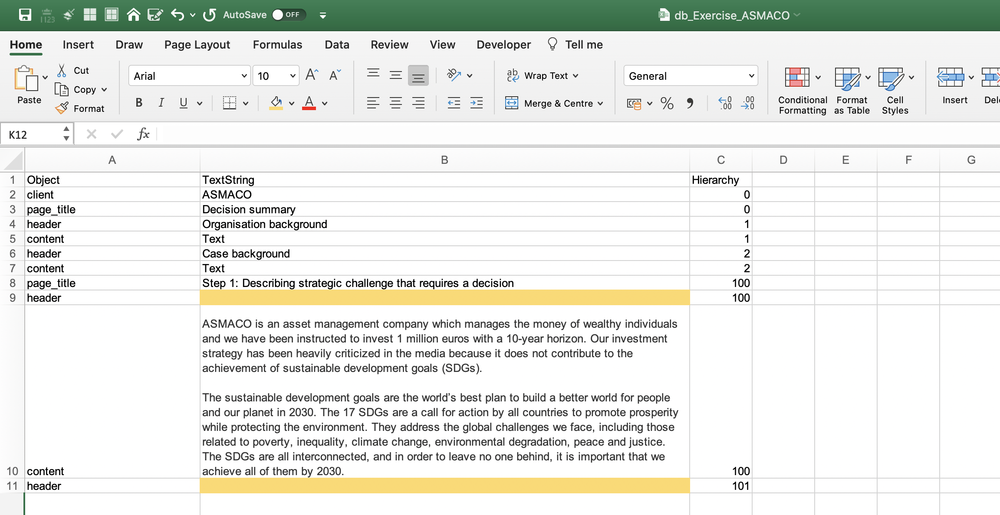 AutoSave OFF db_Exercise_ASMACO
Home Insert Draw Page Layout Formulas Data Review View Developer Tell me
Paste Cut Copy Format
Arial 10 A A
B I U A
ab Wrap Text
Merge & Centre
General
% .00 .00
Conditional Formatting
Format as Table
Cell Styles
Insert
K12 fx
A B C D E F G
1 Object TextString Hierarchy
2 client ASMACO 0
3 page_title Decision summary 0
4 header Organisation background 1
5 content Text 1
6 header Case background 2
7 content Text 2
8 page_title Step 1: Describing strategic challenge that requires a decision 100
9 header 100
ASMACO is an asset management company which manages the money of wealthy individuals
and we have been instructed to invest 1 million euros with a 10-year horizon. Our investment
strategy has been heavily criticized in the media because it does not contribute to the
achievement of sustainable development goals (SDGs).
The sustainable development goals are the world’s best plan to build a better world for people
and our planet in 2030. The 17 SDGs are a call for action by all countries to promote prosperity
while protecting the environment. They address the global challenges we face, including those
related to poverty, inequality, climate change, environmental degradation, peace and justice.
The SDGs are all interconnected, and in order to leave no one behind, it is important that we
10 content achieve all of them by 2030. 100
11 header 101